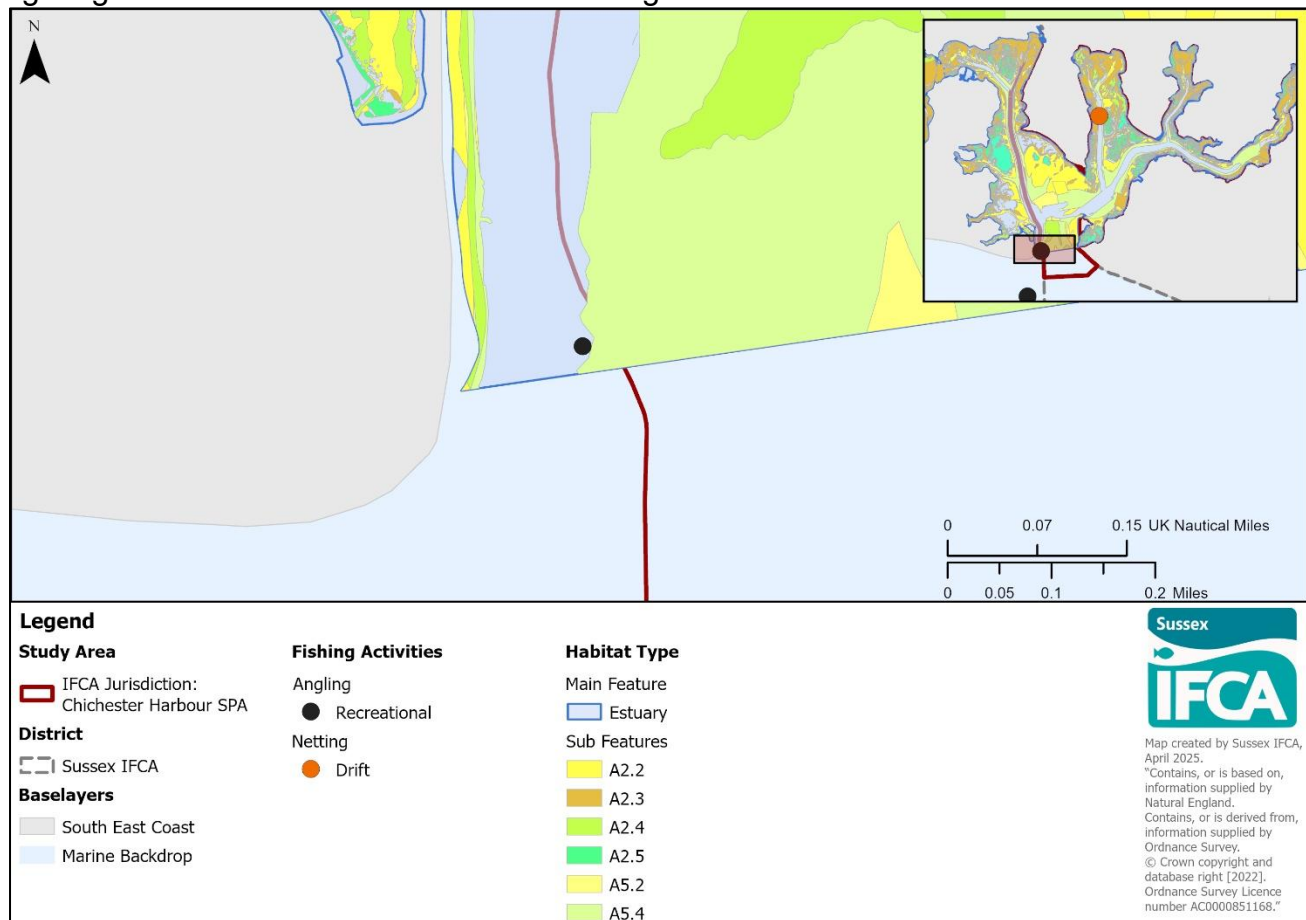 N
0 0.07 0.15 UK Nautical Miles
0 0.05 0.1 0.2 Miles
Legend
Study Area
IFCA Jurisdiction:
Chichester Harbour SPA
District
Sussex IFCA
Baselayers
South East Coast
Marine Backdrop
Fishing Activities
Angling
Recreational
Netting
Drift
Habitat Type
Main Feature
Estuary
Sub Features
A2.2
A2.3
A2.4
A2.5
A5.2
A5.4
Sussex
IFCA
Map created by Sussex IFCA,
April 2025.
"Contains, or is based on,
information supplied by
Natural England.
Contains, or is derived from,
information supplied by
Ordnance Survey.
© Crown copyright and
database right [2022].
Ordnance Survey Licence
number AC0000851168."